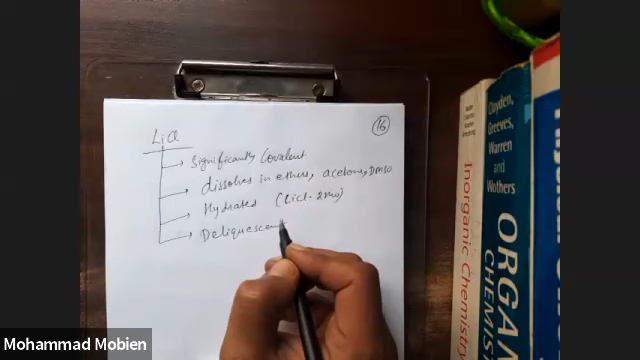 LiCl
16
Significantly Covalent
dissolves in ethers, acetone, DMSO
Hydrated (LiCl. 2H2O)
Deliquescent
Inorganic Chemistry
Clayden,
Greeves,
Warren
and
Wothers
ORGAN
CHEMISTRY
Mohammad Mobien